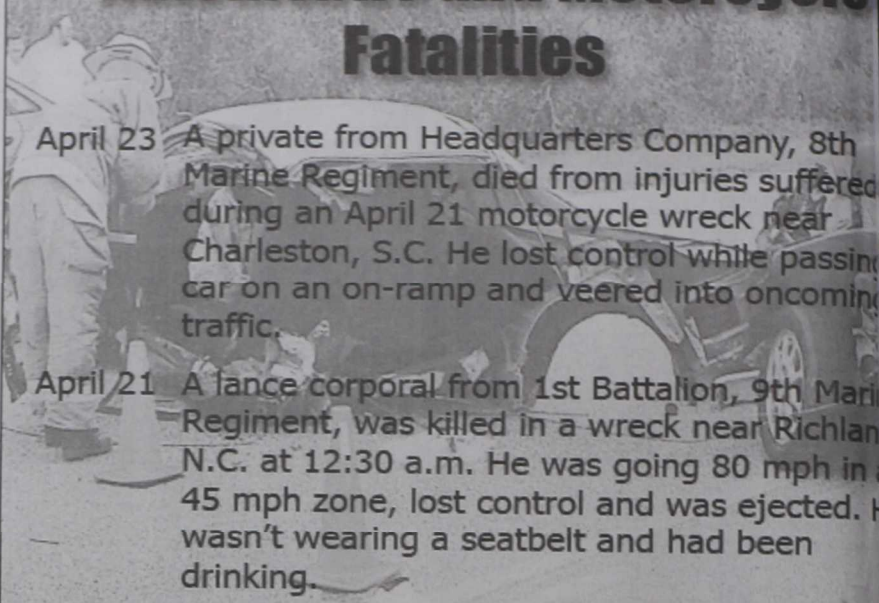 Fatalities
April 23 A private from Headquarters Company, 8th
Marine Regiment, died from injuries suffered
during an April 21 motorcycle wreck near
Charleston, S.C. He lost control while passing
car on an on-ramp and veered into oncoming
traffic.
April 21 A lance corporal from 1st Battalion, 9th
Regiment, was killed in a wreck near
N.C. at 12:30 a.m. He was going 80 mph in
45 mph zone, lost control and was ejected.
wasn't wearing a seatbelt and had been
drinking.